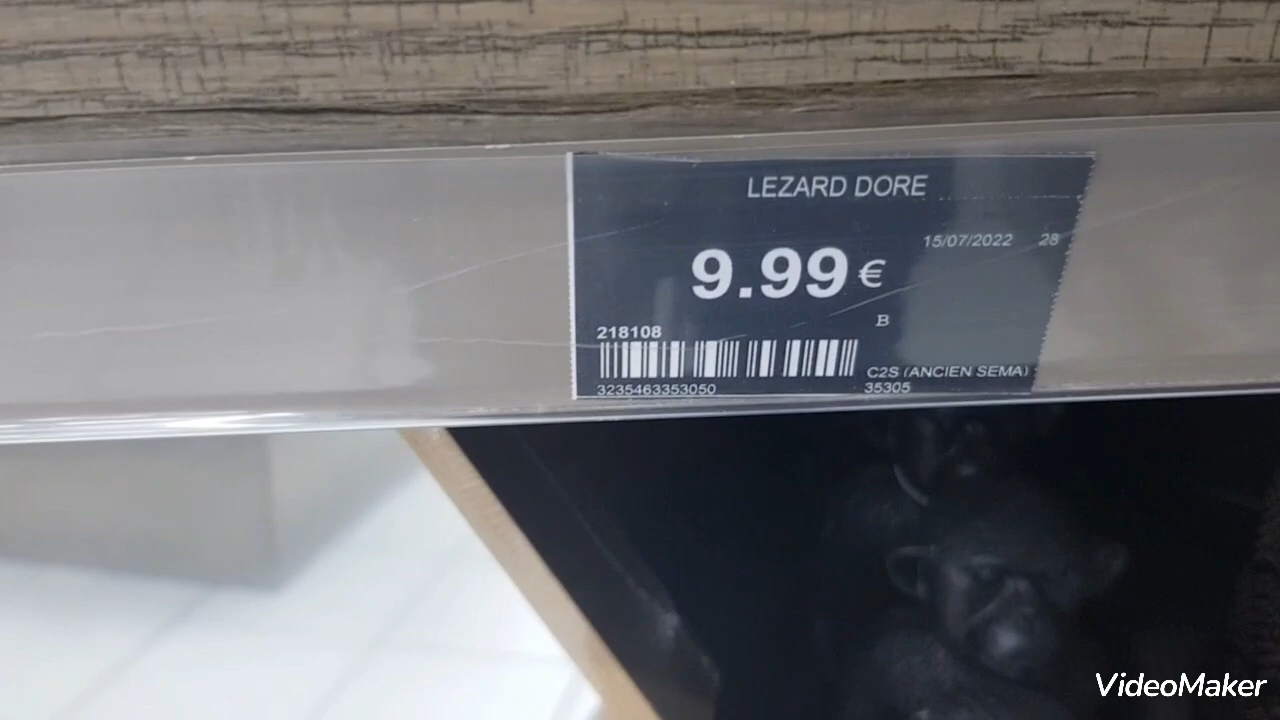 LEZARD DORE
15/07/2022 28
9.99 €
B
218108
C2S (ANCIEN SEMA)
3235463353050 35305
VideoMaker